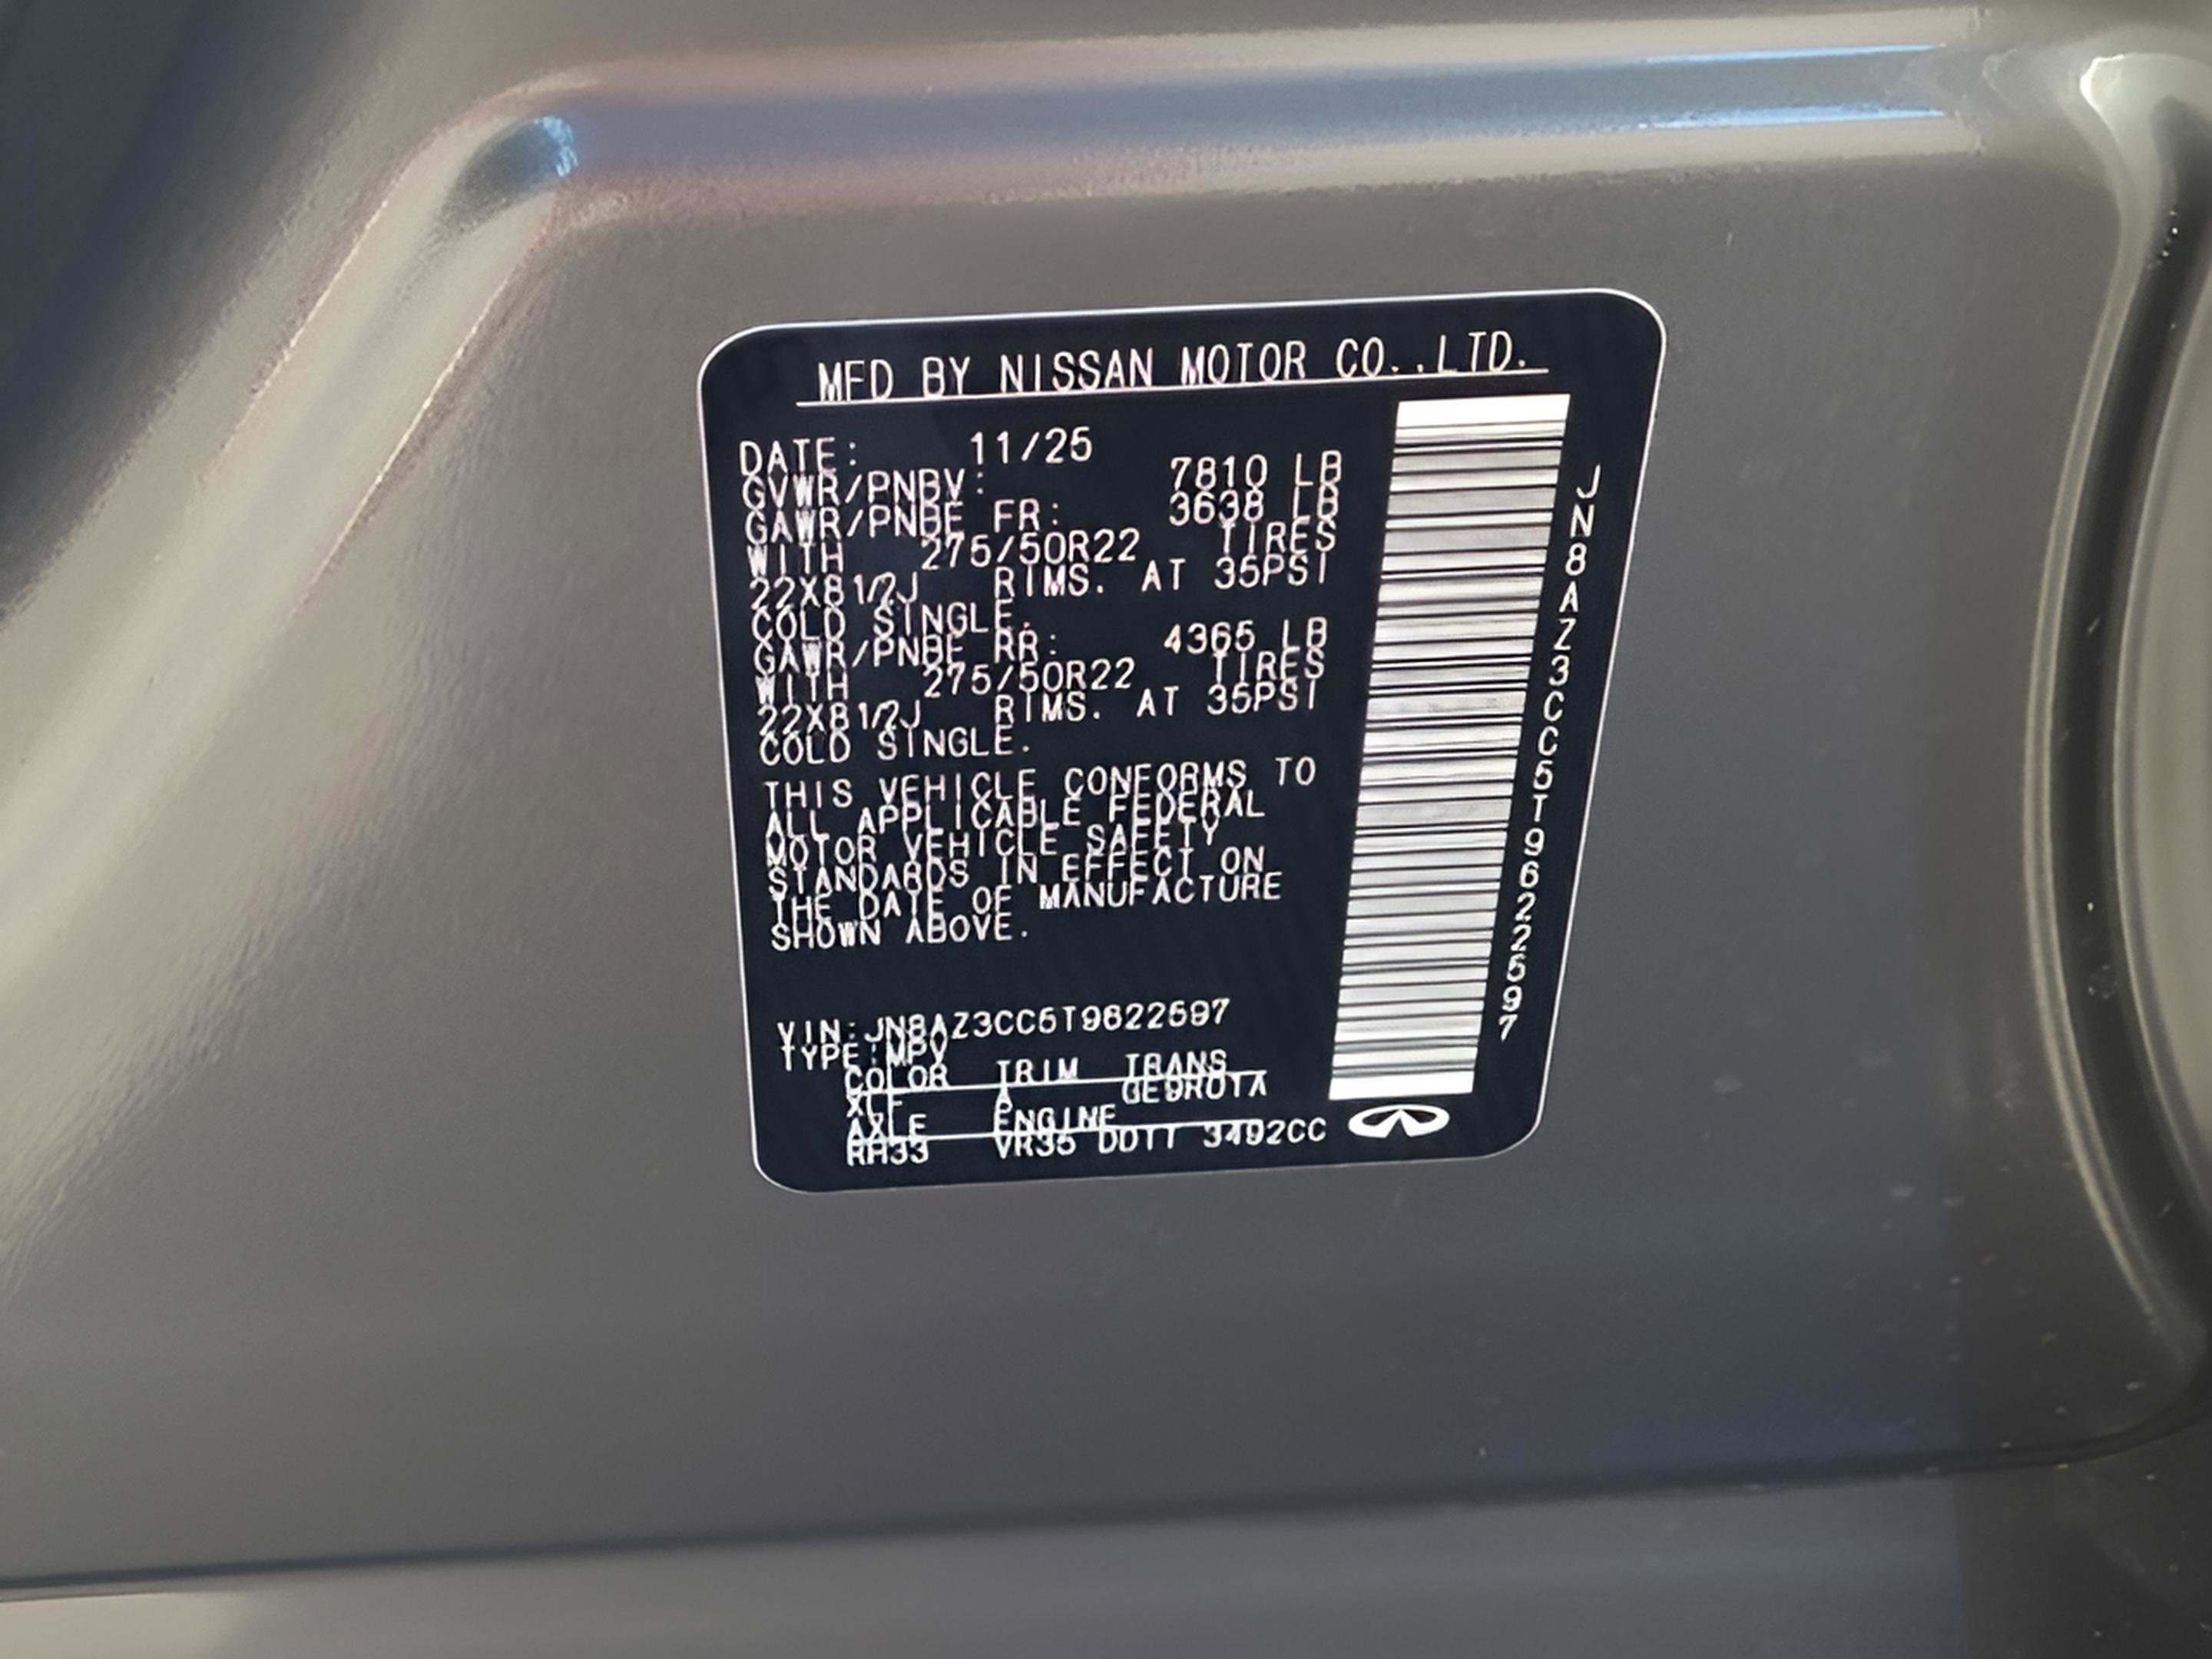 MFD BY NISSAN MOTOR CO.,LTD.
DATE: 11/25
GVWR/PNBV: 7810 LB
GAWR/PNBE FR: 3638 LB
WITH 275/50R22 TIRES
22X81/2J RIMS. AT 35PSI
COLD SINGLE.
GAWR/PNBE RR: 4365 LB
WITH 275/50R22 TIRES
22X81/2J RIMS. AT 35PSI
COLD SINGLE.
THIS VEHICLE CONFORMS TO
ALL APPLICABLE FEDERAL
MOTOR VEHICLE SAFETY
STANDARDS IN EFFECT ON
THE DATE OF MANUFACTURE
SHOWN ABOVE.
VIN:JN8AZ3CC5T9622597
TYPE:MPV
COLOR TRIM TRANS
AXLE ENGINE
RH33 VR35 DDTT 3492CC
JN8AZ3CC5T9622597